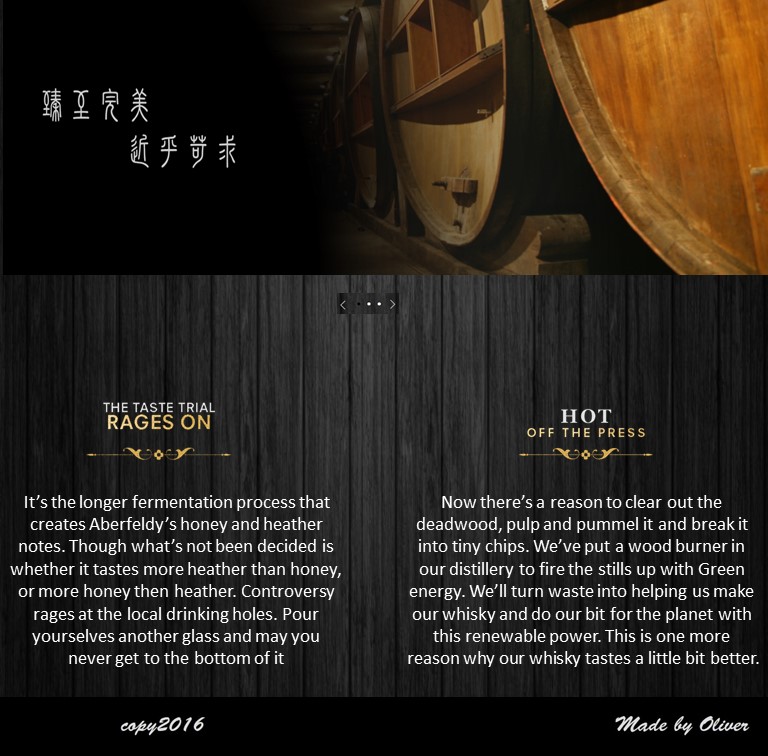 臻至完美
近乎苛求
THE TASTE TRIAL
RAGES ON
It's the longer fermentation process that
creates Aberfeldy's honey and heather
notes. Though what's not been decided is
whether it tastes more heather than honey,
or more honey then heather. Controversy
rages at the local drinking holes. Pour
yourselves another glass and may you
never get to the bottom of it
HOT
OFF THE PRESS
Now there's a reason to clear out the
deadwood, pulp and pummel it and break it
into tiny chips. We've put a wood burner in
our distillery to fire the stills up with Green
energy. We'll turn waste into helping us make
our whisky and do our bit for the planet with
this renewable power. This is one more
reason why our whisky tastes a little bit better.
copy2016
Made by Oliver